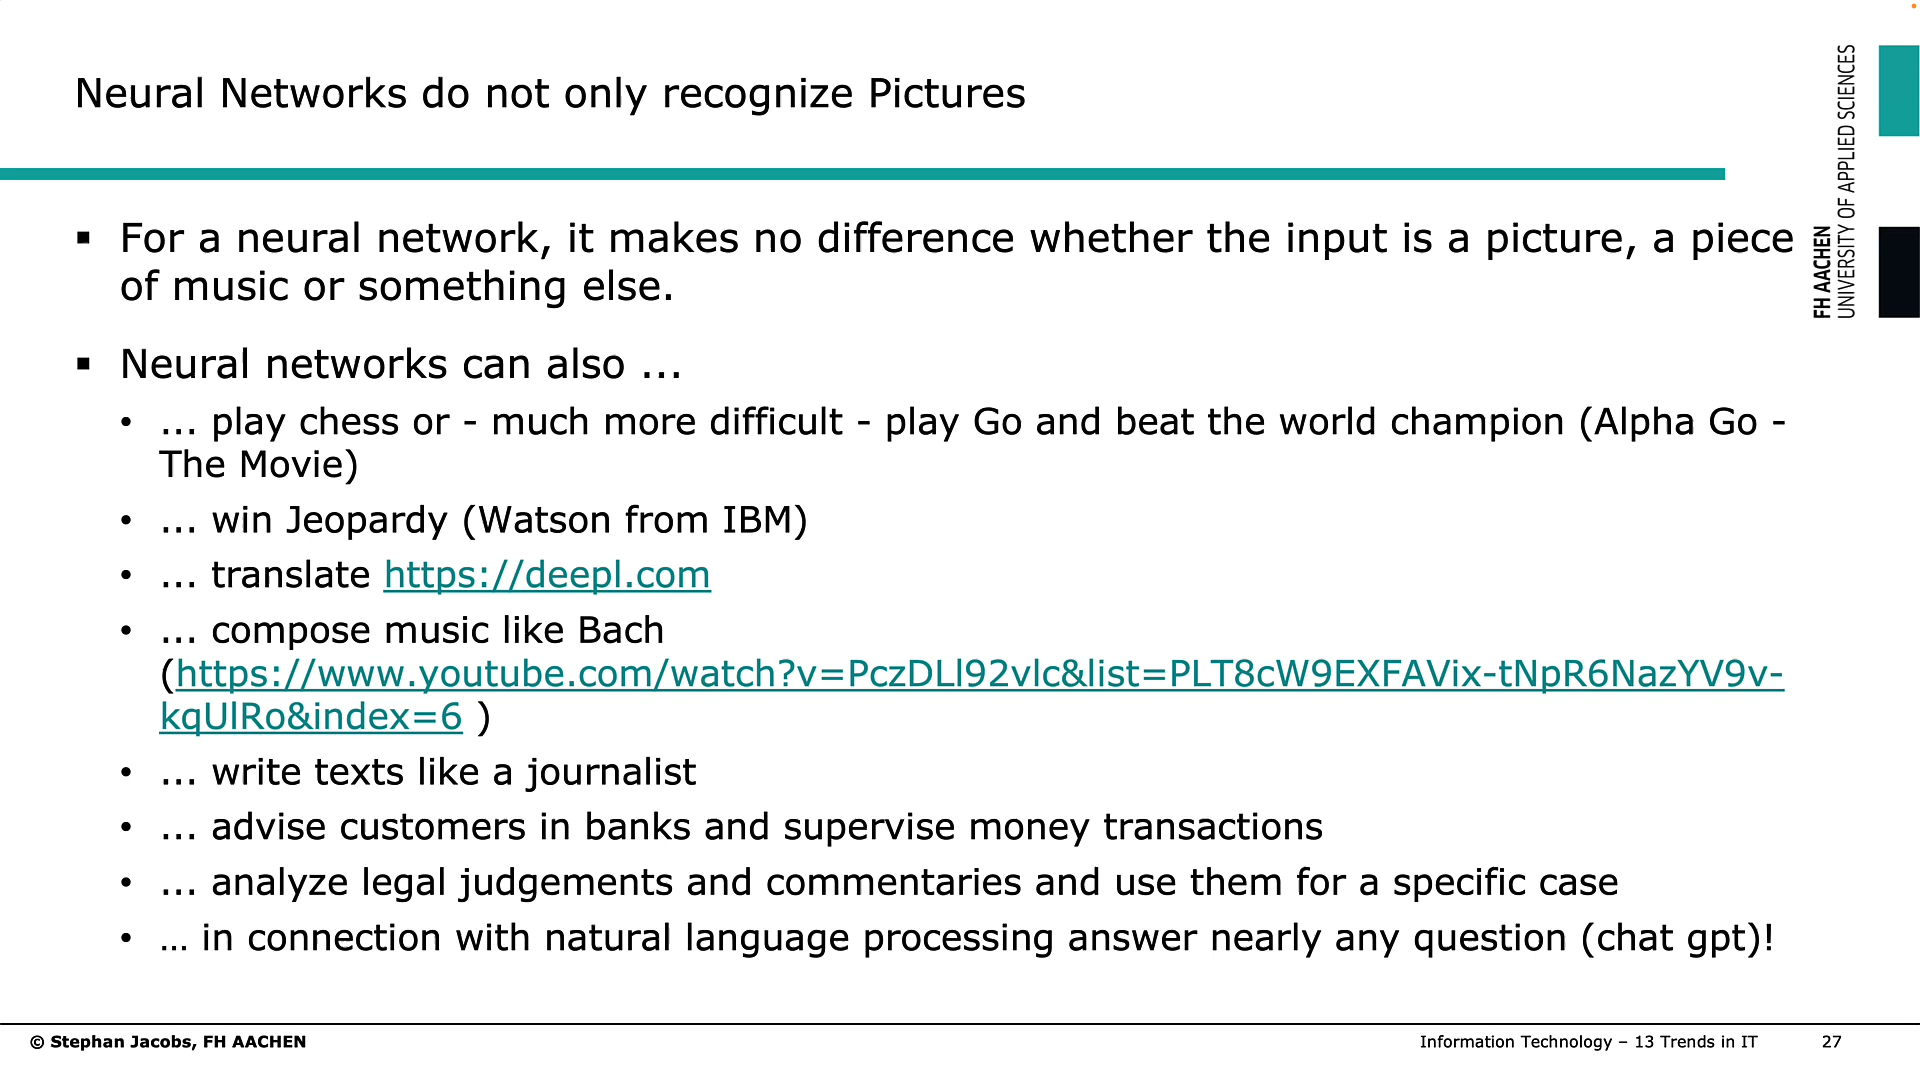 Neural Networks do not only recognize Pictures
FH AACHEN
UNIVERSITY OF APPLIED SCIENCES
▪ For a neural network, it makes no difference whether the input is a picture, a piece
of music or something else.
▪ Neural networks can also ...
• ... play chess or - much more difficult - play Go and beat the world champion (Alpha Go -
The Movie)
• ... win Jeopardy (Watson from IBM)
• ... translate https://deepl.com
• ... compose music like Bach
(https://www.youtube.com/watch?v=PczDLl92vlc&list=PLT8cW9EXFAVix-tNpR6NazYV9v-
kqUlRo&index=6 )
• ... write texts like a journalist
• ... advise customers in banks and supervise money transactions
• ... analyze legal judgements and commentaries and use them for a specific case
• … in connection with natural language processing answer nearly any question (chat gpt)!
© Stephan Jacobs, FH AACHEN
Information Technology – 13 Trends in IT
27